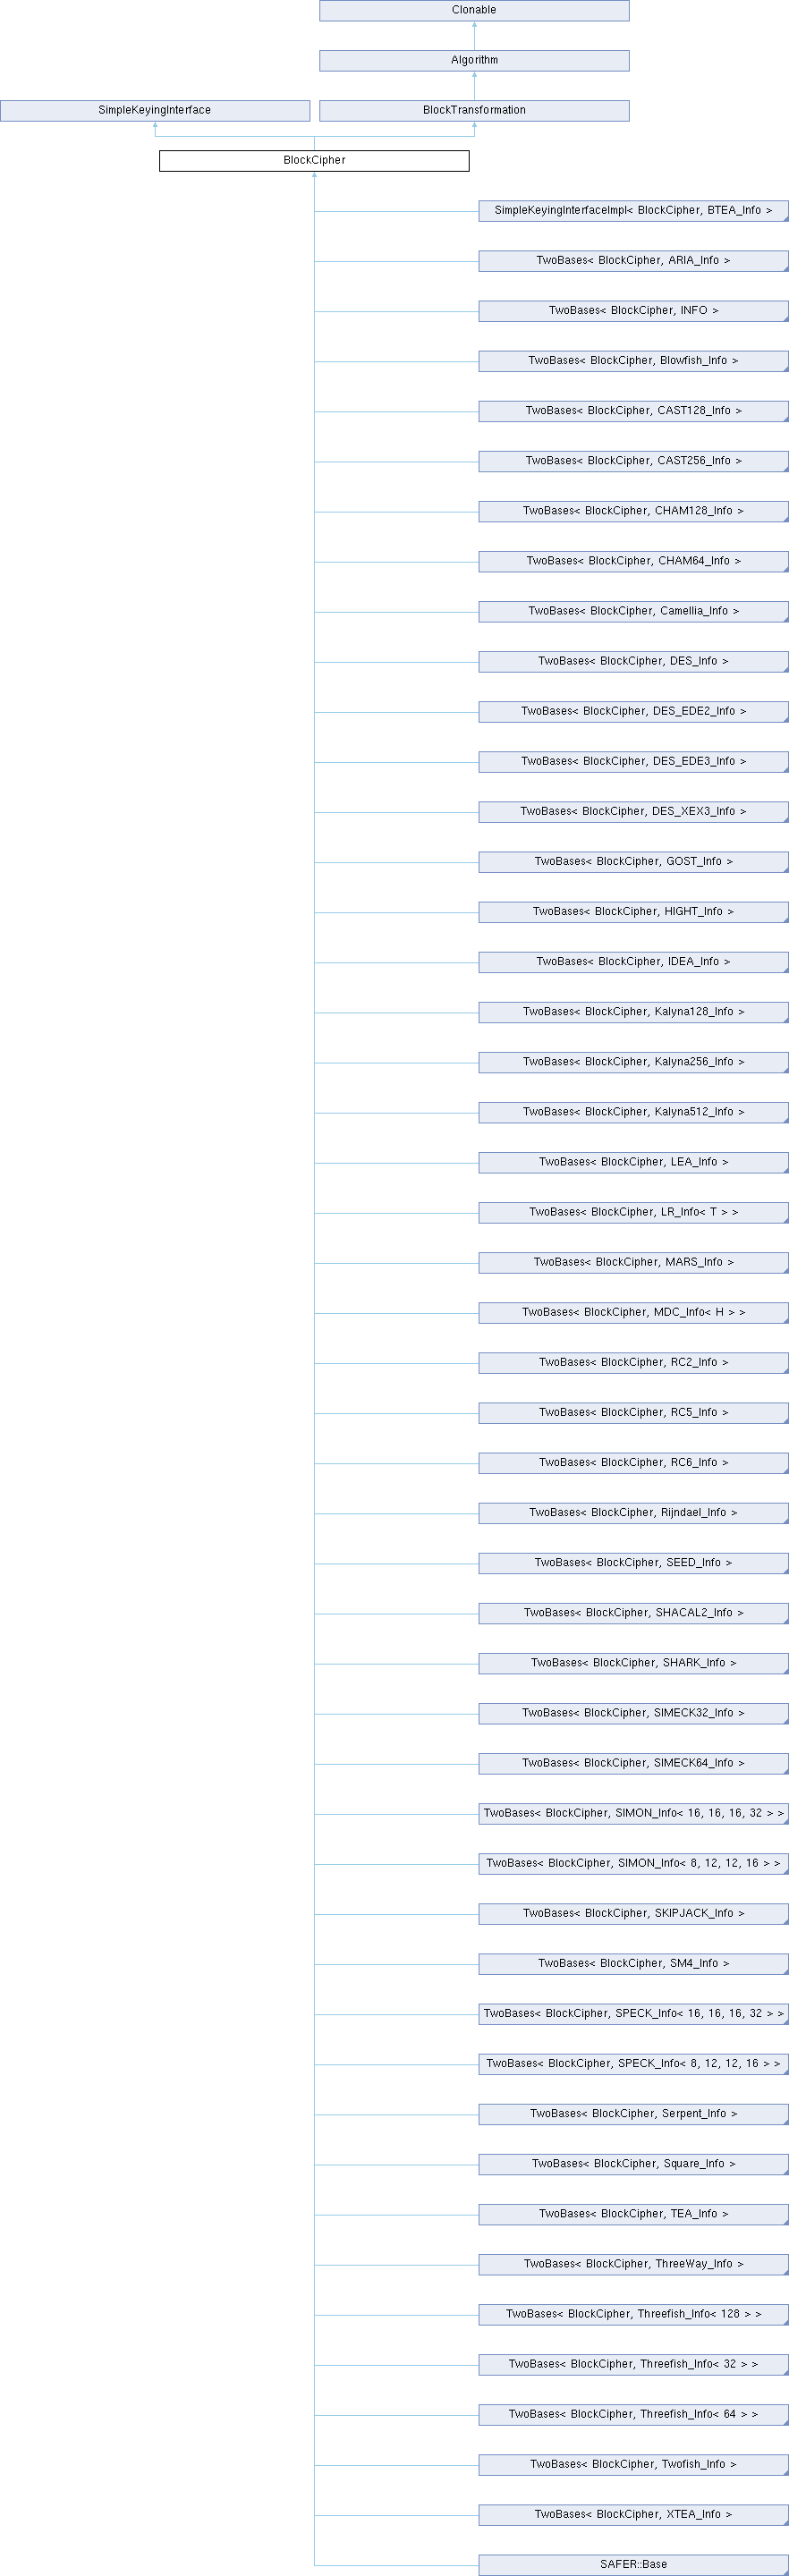 Clonable
Algorithm
SimpleKeyingInterface
BlockTransformation
BlockCipher
SimpleKeyingInterfaceImpl< BlockCipher, BTEA_Info >
TwoBases< BlockCipher, ARIA_Info >
TwoBases< BlockCipher, INFO >
TwoBases< BlockCipher, Blowfish_Info >
TwoBases< BlockCipher, CAST128_Info >
TwoBases< BlockCipher, CAST256_Info >
TwoBases< BlockCipher, CHAM128_Info >
TwoBases< BlockCipher, CHAM64_Info >
TwoBases< BlockCipher, Camellia_Info >
TwoBases< BlockCipher, DES_Info >
TwoBases< BlockCipher, DES_EDE2_Info >
TwoBases< BlockCipher, DES_EDE3_Info >
TwoBases< BlockCipher, DES_XEX3_Info >
TwoBases< BlockCipher, GOST_Info >
TwoBases< BlockCipher, HIGHT_Info >
TwoBases< BlockCipher, IDEA_Info >
TwoBases< BlockCipher, Kalyna128_Info >
TwoBases< BlockCipher, Kalyna256_Info >
TwoBases< BlockCipher, Kalyna512_Info >
TwoBases< BlockCipher, LEA_Info >
TwoBases< BlockCipher, LR_Info< T > >
TwoBases< BlockCipher, MARS_Info >
TwoBases< BlockCipher, MDC_Info< H > >
TwoBases< BlockCipher, RC2_Info >
TwoBases< BlockCipher, RC5_Info >
TwoBases< BlockCipher, RC6_Info >
TwoBases< BlockCipher, Rijndael_Info >
TwoBases< BlockCipher, SEED_Info >
TwoBases< BlockCipher, SHACAL2_Info >
TwoBases< BlockCipher, SHARK_Info >
TwoBases< BlockCipher, SIMECK32_Info >
TwoBases< BlockCipher, SIMECK64_Info >
TwoBases< BlockCipher, SIMON_Info< 16, 16, 16, 32 > >
TwoBases< BlockCipher, SIMON_Info< 8, 12, 12, 16 > >
TwoBases< BlockCipher, SKIPJACK_Info >
TwoBases< BlockCipher, SM4_Info >
TwoBases< BlockCipher, SPECK_Info< 16, 16, 16, 32 > >
TwoBases< BlockCipher, SPECK_Info< 8, 12, 12, 16 > >
TwoBases< BlockCipher, Serpent_Info >
TwoBases< BlockCipher, Square_Info >
TwoBases< BlockCipher, TEA_Info >
TwoBases< BlockCipher, ThreeWay_Info >
TwoBases< BlockCipher, Threefish_Info< 128 > >
TwoBases< BlockCipher, Threefish_Info< 32 > >
TwoBases< BlockCipher, Threefish_Info< 64 > >
TwoBases< BlockCipher, Twofish_Info >
TwoBases< BlockCipher, XTEA_Info >
SAFER::Base